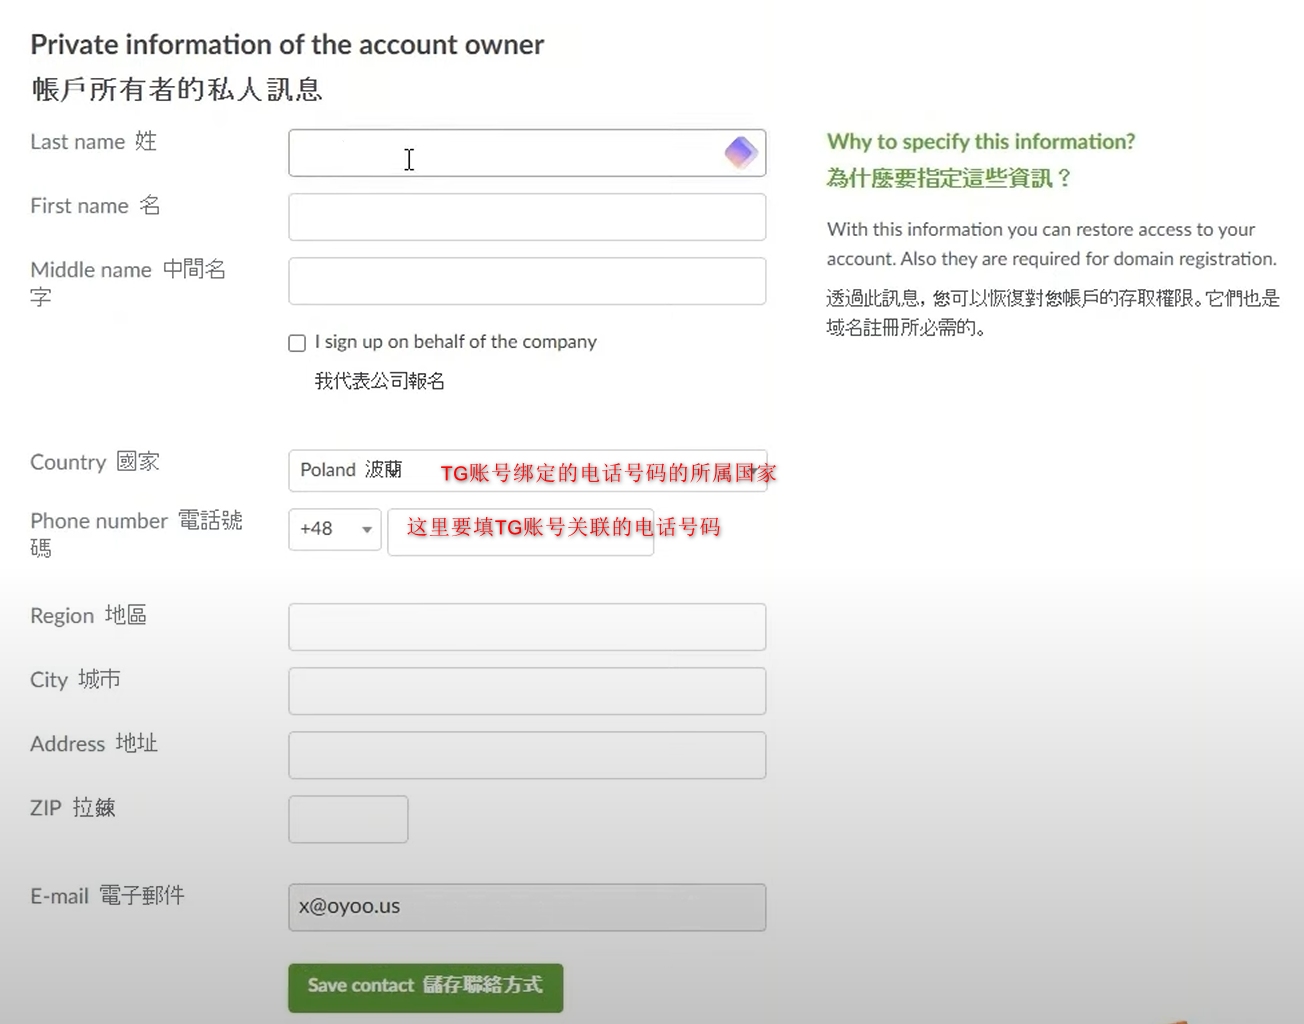 Private information of the account owner
帳戶所有者的私人訊息
Last name 姓
First name 名
Middle name 中間名
字
I sign up on behalf of the company
我代表公司報名
Country 國家
Poland 波蘭
TG账号绑定的电话号码的所属国家
Phone number 電話號
碼
+48
这里要填TG账号关联的电话号码
Region 地區
City 城市
Address 地址
ZIP 拉鍊
E-mail 電子郵件
x@oyoo.us
Save contact 儲存聯絡方式
Why to specify this information?
為什麼要指定這些資訊？
With this information you can restore access to your
account. Also they are required for domain registration.
透過此訊息，您可以恢復對您帳戶的存取權限。它們也是
域名註冊所必需的。